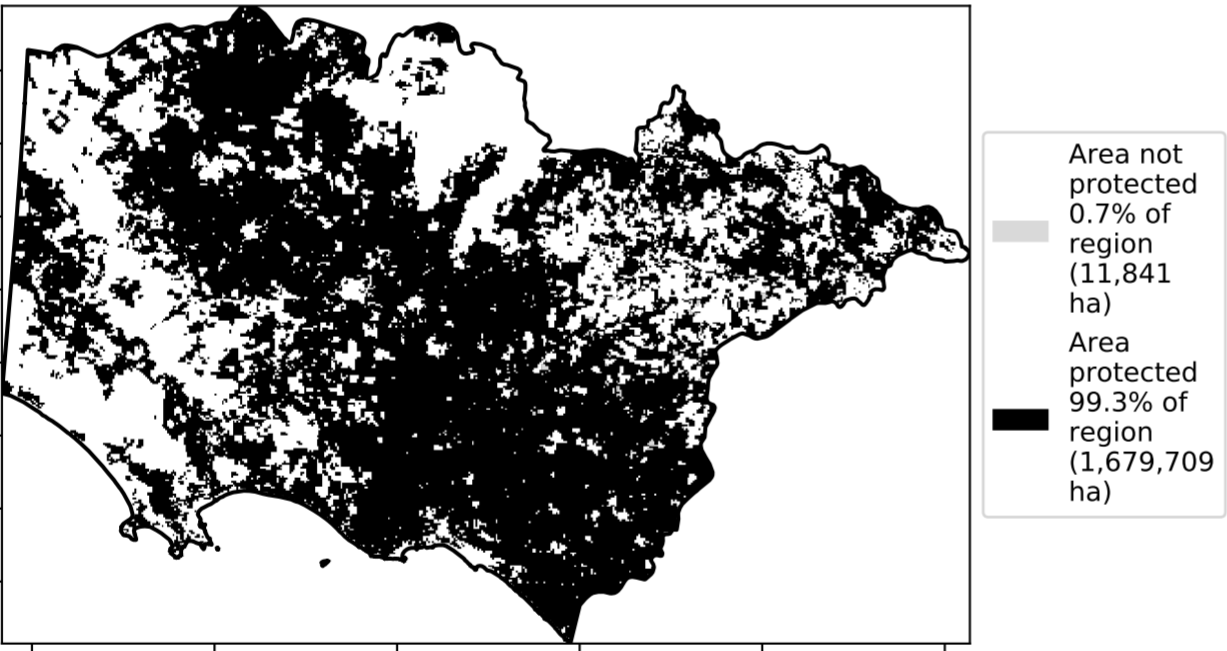 Area not
protected
0.7% of
region
(11,841
ha)
Area
protected
99.3% of
region
(1,679,709
ha)